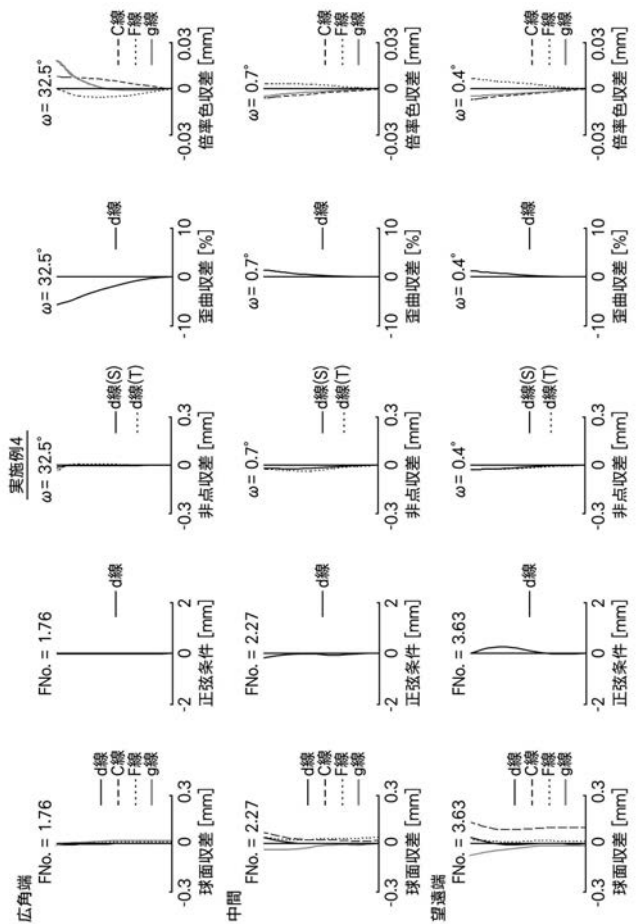 実施例4
広角端
FNo. = 1.76
d線
C線
F線
g線
-0.3 0 0.3
球面収差 [mm]
FNo. = 1.76
d線
-2 0 2
正弦条件 [mm]
ω = 32.5°
d線(S)
d線(T)
-0.3 0 0.3
非点収差 [mm]
ω = 32.5°
d線
-10 0 10
歪曲収差 [%]
ω = 32.5°
C線
F線
g線
-0.03 0 0.03
倍率色収差 [mm]
中間
FNo. = 2.27
d線
C線
F線
g線
-0.3 0 0.3
球面収差 [mm]
FNo. = 2.27
d線
-2 0 2
正弦条件 [mm]
ω = 0.7°
d線(S)
d線(T)
-0.3 0 0.3
非点収差 [mm]
ω = 0.7°
d線
-10 0 10
歪曲収差 [%]
ω = 0.7°
C線
F線
g線
-0.03 0 0.03
倍率色収差 [mm]
望遠端
FNo. = 3.63
d線
C線
F線
g線
-0.3 0 0.3
球面収差 [mm]
FNo. = 3.63
d線
-2 0 2
正弦条件 [mm]
ω = 0.4°
d線(S)
d線(T)
-0.3 0 0.3
非点収差 [mm]
ω = 0.4°
d線
-10 0 10
歪曲収差 [%]
ω = 0.4°
C線
F線
g線
-0.03 0 0.03
倍率色収差 [mm]